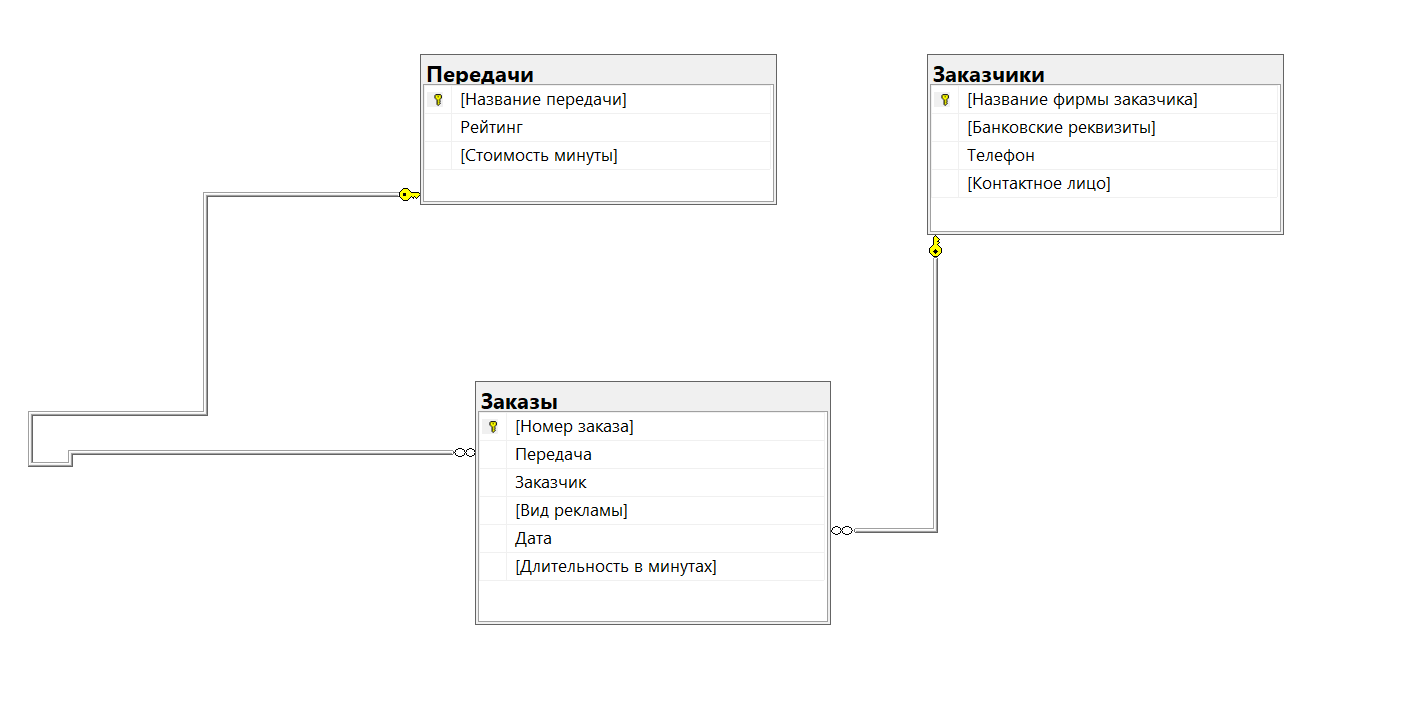 Передачи
[Название передачи]
Рейтинг
[Стоимость минуты]
Заказчики
[Название фирмы заказчика]
[Банковские реквизиты]
Телефон
[Контактное лицо]
Заказы
[Номер заказа]
Передача
Заказчик
[Вид рекламы]
Дата
[Длительность в минутах]